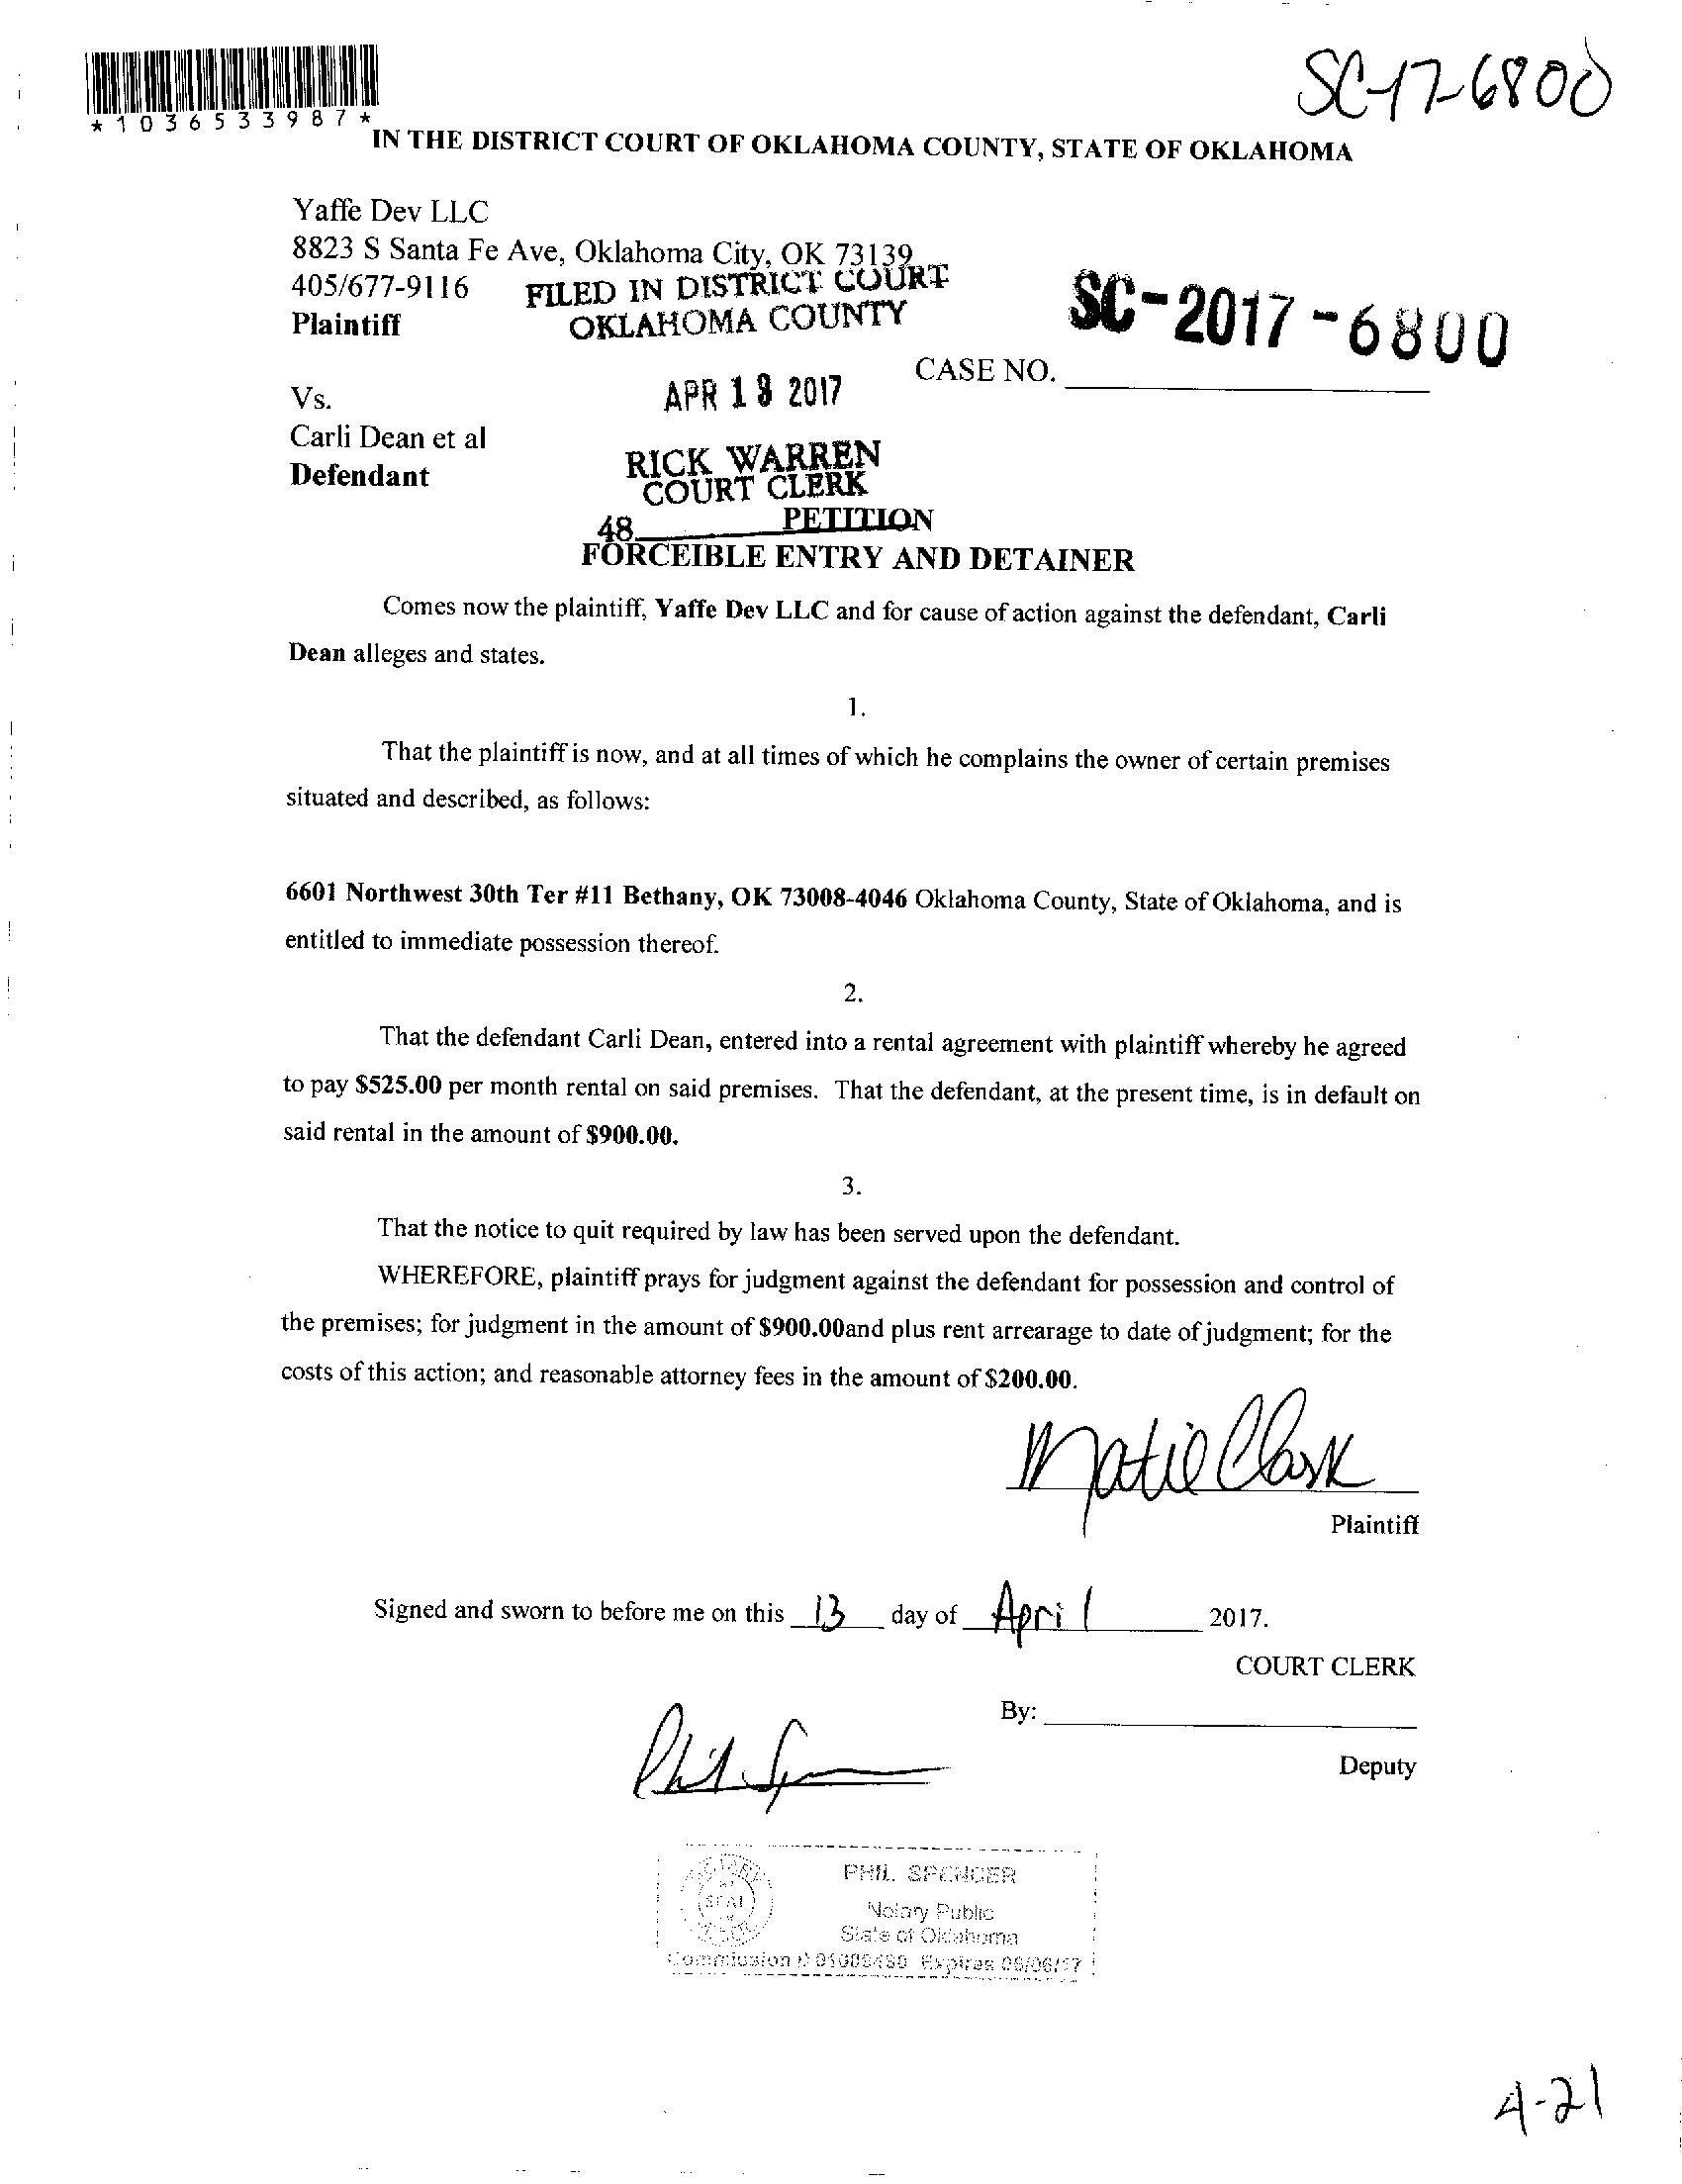 SC-17-6800
*1036533987*
IN THE DISTRICT COURT OF OKLAHOMA COUNTY, STATE OF OKLAHOMA
Yaffe Dev LLC
8823 S Santa Fe Ave, Oklahoma City, OK 73139
405/677-9116
Plaintiff
FILED IN DISTRICT COURT
OKLAHOMA COUNTY
SC-2017-6800
CASE NO.
Vs.
APR 19 2017
Carli Dean et al
Defendant
RICK WARREN
COURT CLERK
48
PETITION
FORCEIBLE ENTRY AND DETAINER
Comes now the plaintiff, Yaffe Dev LLC and for cause of action against the defendant, Carli
Dean alleges and states.
1.
That the plaintiff is now, and at all times of which he complains the owner of certain premises
situated and described, as follows:
6601 Northwest 30th Ter #11 Bethany, OK 73008-4046 Oklahoma County, State of Oklahoma, and is
entitled to immediate possession thereof.
2.
That the defendant Carli Dean, entered into a rental agreement with plaintiff whereby he agreed
to pay $525.00 per month rental on said premises. That the defendant, at the present time, is in default on
said rental in the amount of $900.00.
3.
That the notice to quit required by law has been served upon the defendant.
WHEREFORE, plaintiff prays for judgment against the defendant for possession and control of
the premises; for judgment in the amount of $900.00and plus rent arrearage to date of judgment; for the
costs of this action; and reasonable attorney fees in the amount of $200.00.
Matie Clark
Plaintiff
Signed and sworn to before me on this 13 day of April 2017.
COURT CLERK
By:
Deputy
PHIL SPENCER
SEAL
Notary Public
State of Oklahoma
Commission # Expires
4-21